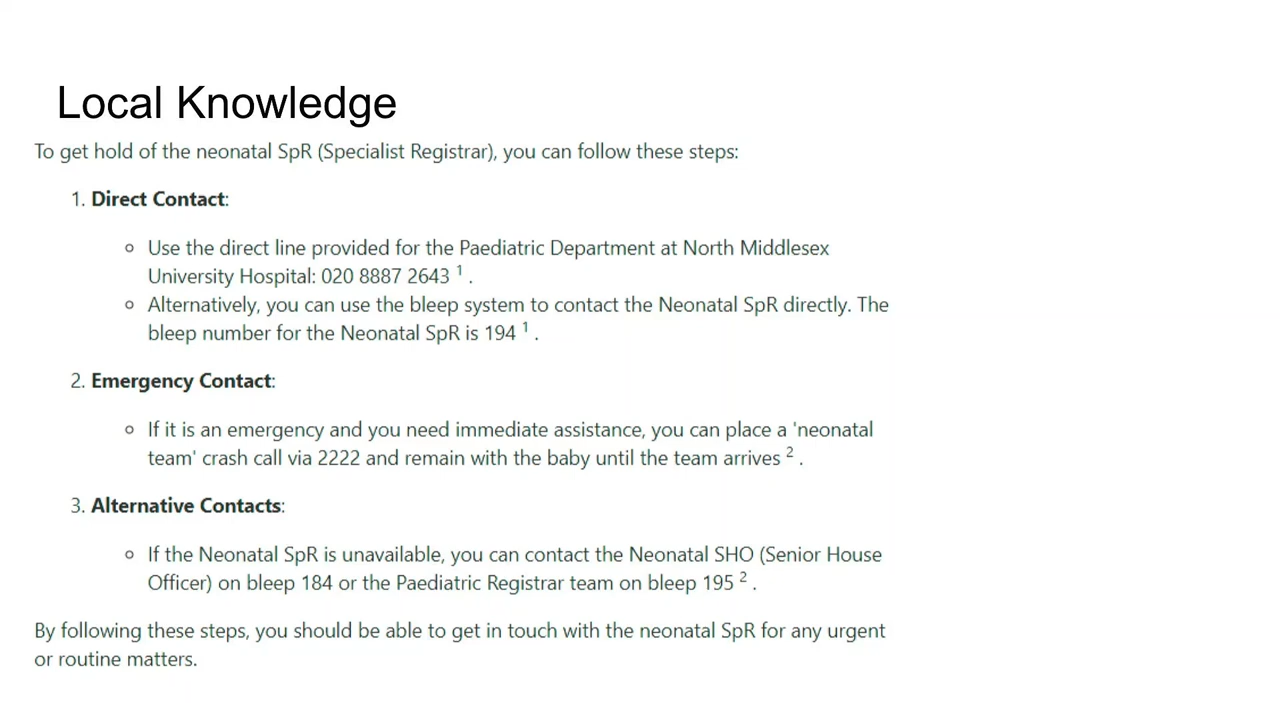 Local Knowledge
To get hold of the neonatal SpR (Specialist Registrar), you can follow these steps:
1. Direct Contact:
Use the direct line provided for the Paediatric Department at North Middlesex
University Hospital: 020 8887 2643 1 .
Alternatively, you can use the bleep system to contact the Neonatal SpR directly. The
bleep number for the Neonatal SpR is 194 1 .
2. Emergency Contact:
If it is an emergency and you need immediate assistance, you can place a 'neonatal
team' crash call via 2222 and remain with the baby until the team arrives 2 .
3. Alternative Contacts:
If the Neonatal SpR is unavailable, you can contact the Neonatal SHO (Senior House
Officer) on bleep 184 or the Paediatric Registrar team on bleep 195 2 .
By following these steps, you should be able to get in touch with the neonatal SpR for any urgent
or routine matters.